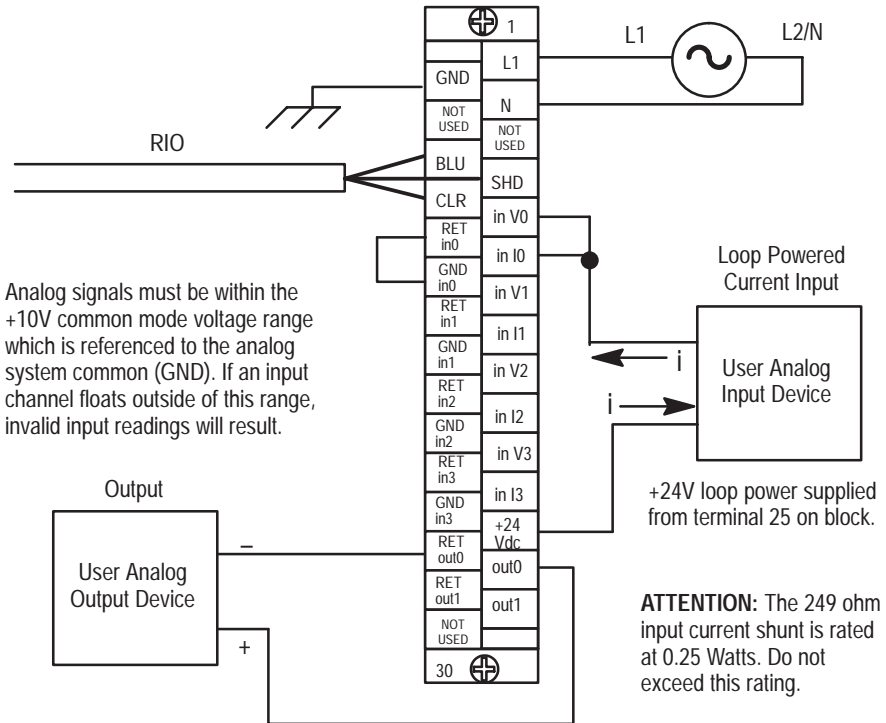 1
L1
L2/N
L1
GND
N
NOT
USED
NOT
USED
RIO
BLU
SHD
CLR
in V0
RET
in0
in I0
GND
in0
in V1
RET
in1
in I1
GND
in1
in V2
RET
in2
in I2
GND
in2
in V3
RET
in3
in I3
GND
in3
+24
Vdc
RET
out0
out0
RET
out1
out1
NOT
USED
30
Loop Powered
Current Input
User Analog
Input Device
i
i
+24V loop power supplied
from terminal 25 on block.
Analog signals must be within the
+10V common mode voltage range
which is referenced to the analog
system common (GND). If an input
channel floats outside of this range,
invalid input readings will result.
Output
User Analog
Output Device
–
+
ATTENTION: The 249 ohm
input current shunt is rated
at 0.25 Watts. Do not
exceed this rating.